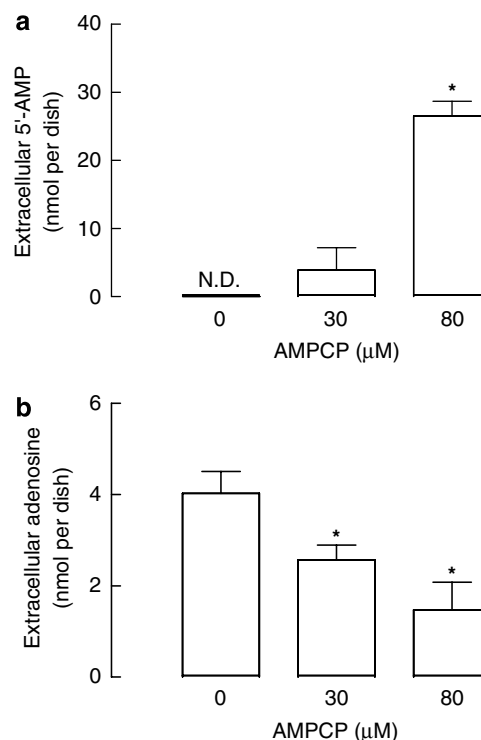 a
Extracellular 5'-AMP
(nmol per dish)
40
30
20
10
0
N.D.
*
0 30 80
AMPCP (μM)
b
Extracellular adenosine
(nmol per dish)
6
4
2
0
*
*
0 30 80
AMPCP (μM)